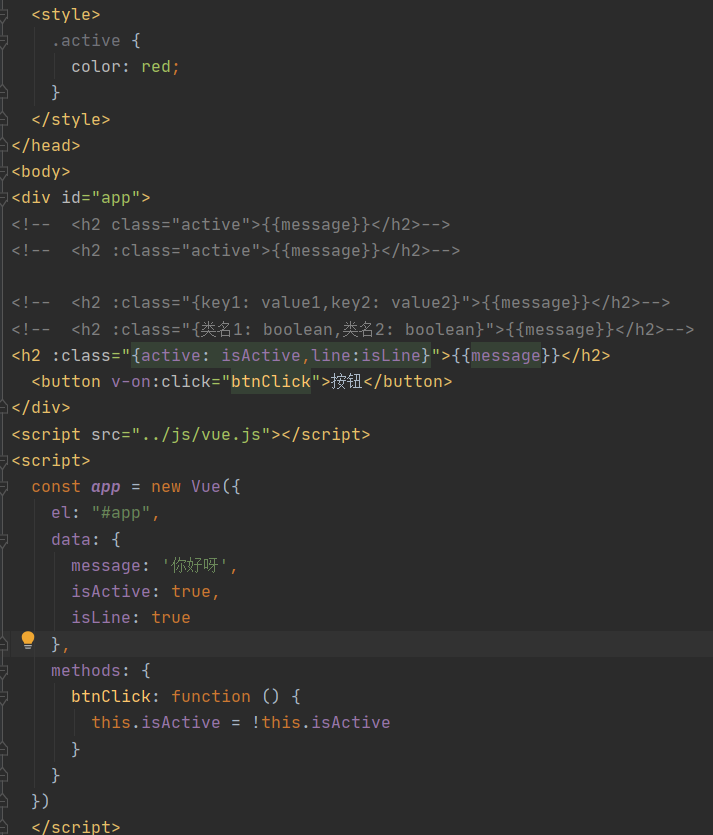 <style>
.active {
color: red;
}
</style>
</head>
<body>
<div id="app">
<!--  <h2 class="active">{{message}}</h2>-->
<!--  <h2 :class="active">{{message}}</h2>-->
<!--  <h2 :class="{key1: value1,key2: value2}">{{message}}</h2>-->
<!--  <h2 :class="{类名1: boolean,类名2: boolean}">{{message}}</h2>-->
<h2 :class="{active: isActive,line:isLine}">{{message}}</h2>
<button v-on:click="btnClick">按钮</button>
</div>
<script src="../js/vue.js"></script>
<script>
const app = new Vue({
el: "#app",
data: {
message: '你好呀',
isActive: true,
isLine: true
},
methods: {
btnClick: function () {
this.isActive = !this.isActive
}
}
})
</script>